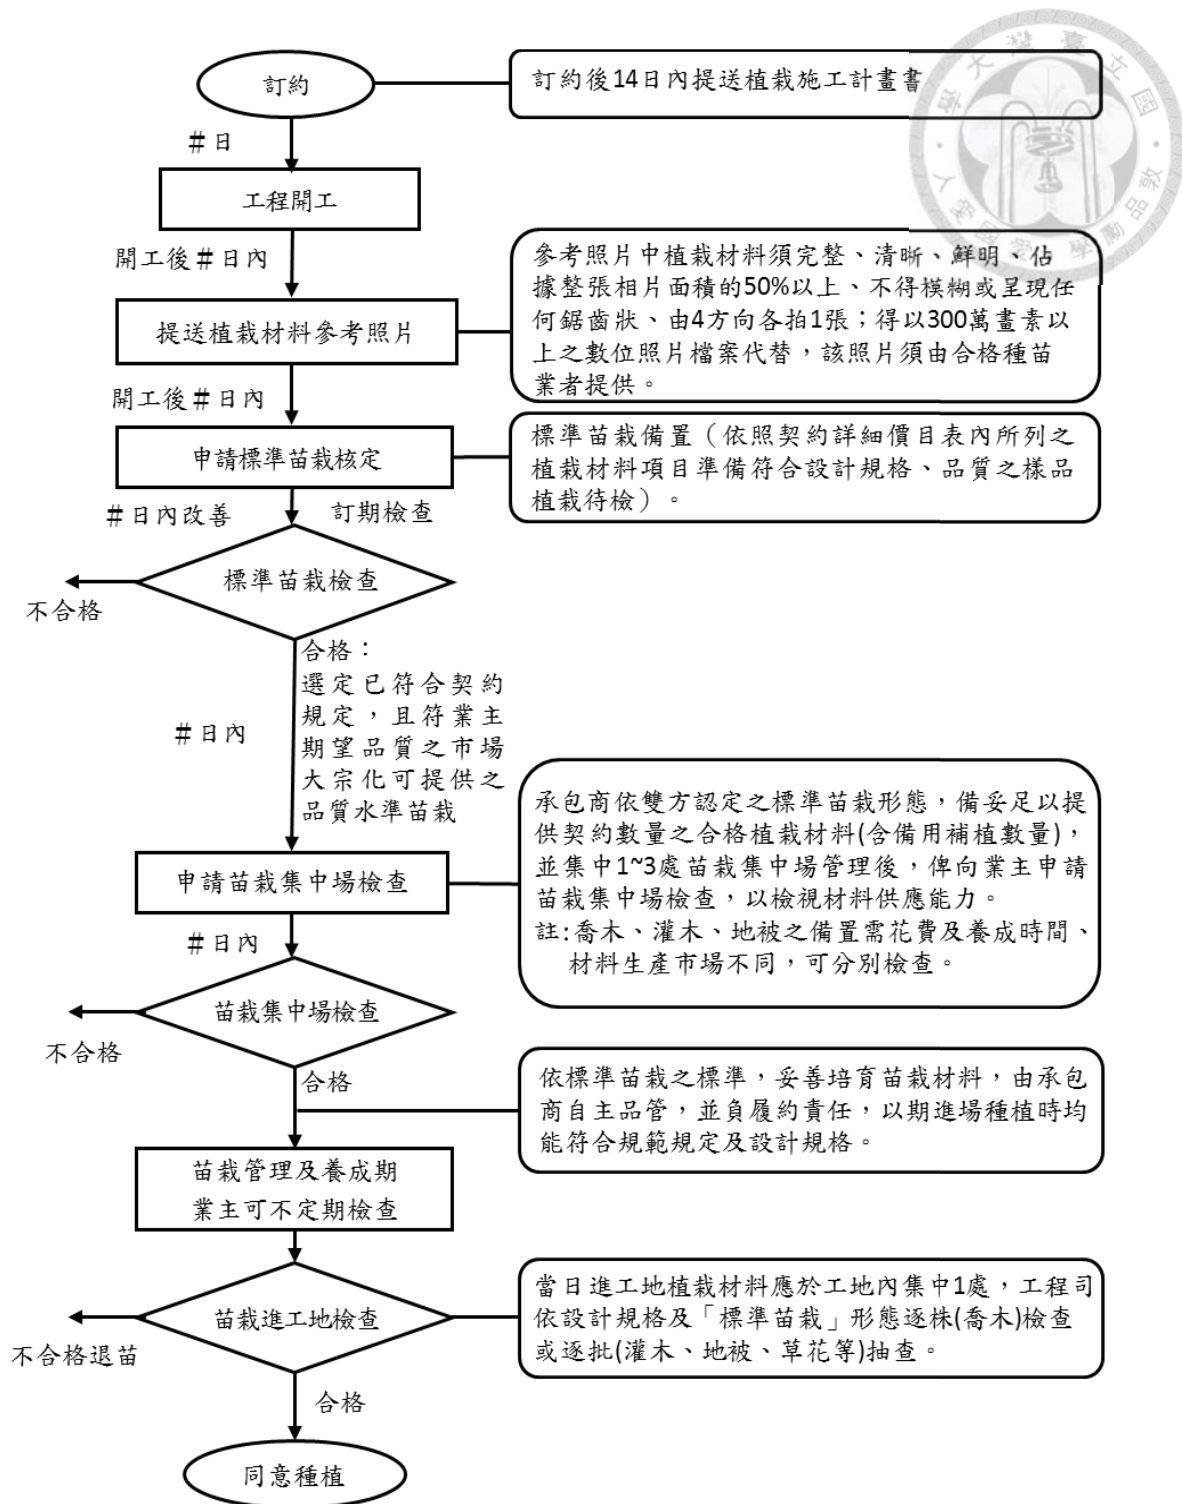 訂約
訂約後14日內提送植栽施工計畫書
#日
工程開工
開工後#日內
參考照片中植栽材料須完整、清晰、鮮明、佔
據整張相片面積的50%以上、不得模糊或呈現任
何鋸齒狀、由4方向各拍1張；得以300萬畫素以
上之數位照片檔案代替，該照片須由合格種苗
業者提供。
提送植栽材料參考照片
開工後#日內
申請標準苗栽核定
標準苗栽備置（依照契約詳細價目表內所列之
植栽材料項目準備符合設計規格、品質之樣品
植栽待檢）。
#日內改善
訂期檢查
標準苗栽檢查
不合格
合格：
選定已符合契約
規定，且符業主
期望品質之市場
大宗化可提供之
品質水準苗栽
#日內
申請苗栽集中場檢查
承包商依雙方認定之標準苗栽形態，備妥足以提
供契約數量之合格植栽材料(含備用補植數量)，
並集中1~3處苗栽集中場管理後，俾向業主申請
苗栽集中場檢查，以檢視材料供應能力。
註:喬木、灌木、地被之備置需花費及養成時間、
材料生產市場不同，可分別檢查。
#日內
苗栽集中場檢查
不合格
合格
依標準苗栽之標準，妥善培育苗栽材料，由承包
商自主品管，並負履約責任，以期進場種植時均
能符合規範規定及設計規格。
苗栽管理及養成期
業主可不定期檢查
苗栽進工地檢查
當日進工地植栽材料應於工地內集中1處，工程司
依設計規格及「標準苗栽」形態逐株(喬木)檢查
或逐批(灌木、地被、草花等)抽查。
不合格退苗
合格
同意種植
國立臺灣大學
敦品勵學愛國愛人